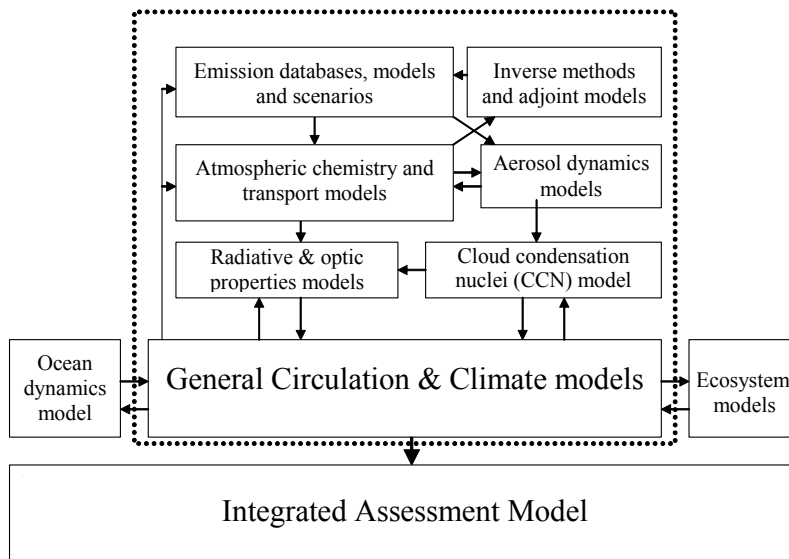 Emission databases, models
and scenarios
Inverse methods
and adjoint models
Atmospheric chemistry and
transport models
Aerosol dynamics
models
Radiative & optic
properties models
Cloud condensation
nuclei (CCN) model
Ocean
dynamics
model
General Circulation & Climate models
Ecosystem
models
Integrated Assessment Model